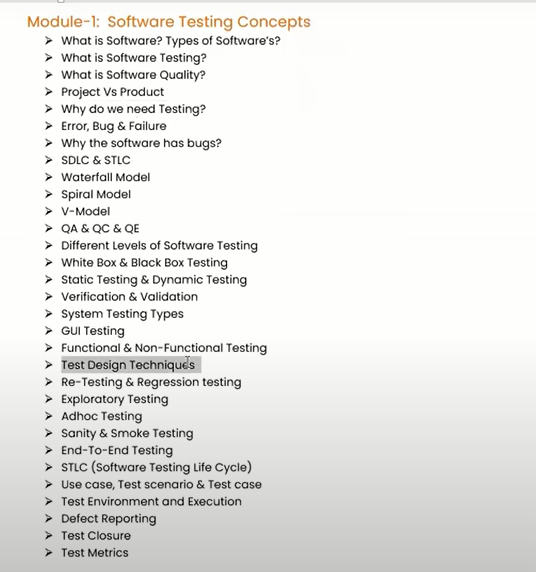 Module-1: Software Testing Concepts
➤ What is Software? Types of Software's?
➤ What is Software Testing?
➤ What is Software Quality?
➤ Project Vs Product
➤ Why do we need Testing?
➤ Error, Bug & Failure
➤ Why the software has bugs?
➤ SDLC & STLC
➤ Waterfall Model
➤ Spiral Model
➤ V-Model
➤ QA & QC & QE
➤ Different Levels of Software Testing
➤ White Box & Black Box Testing
➤ Static Testing & Dynamic Testing
➤ Verification & Validation
➤ System Testing Types
➤ GUI Testing
➤ Functional & Non-Functional Testing
➤ Test Design Techniques
➤ Re-Testing & Regression testing
➤ Exploratory Testing
➤ Adhoc Testing
➤ Sanity & Smoke Testing
➤ End-To-End Testing
➤ STLC (Software Testing Life Cycle)
➤ Use case, Test scenario & Test case
➤ Test Environment and Execution
➤ Defect Reporting
➤ Test Closure
➤ Test Metrics